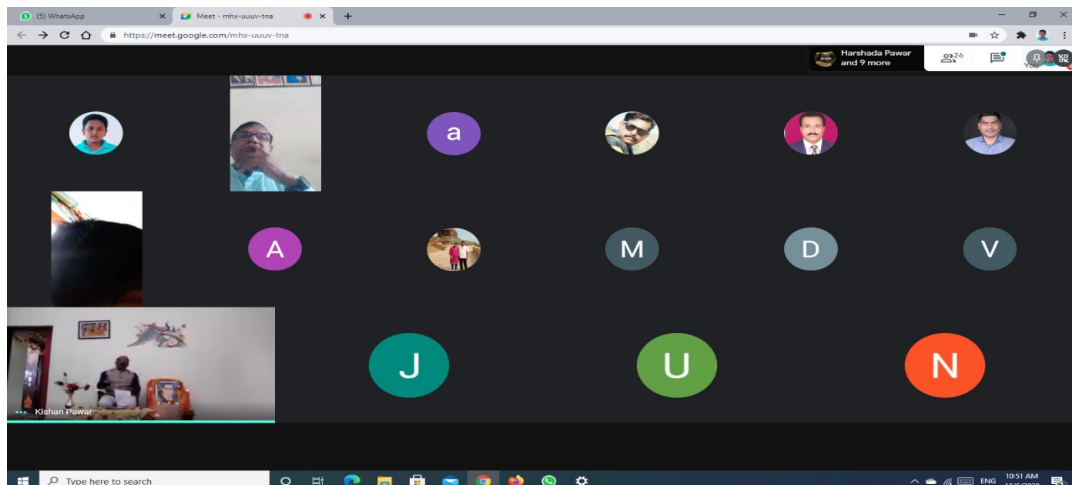 (5) WhatsApp
Meet - mhx-uuuv-tna
https://meet.google.com/mhx-uuuv-tna
Harshada Pawar
and 9 more
26
You
a
A
M
D
V
Kishan Pawar
J
U
N
Type here to search
ENG
10:51 AM